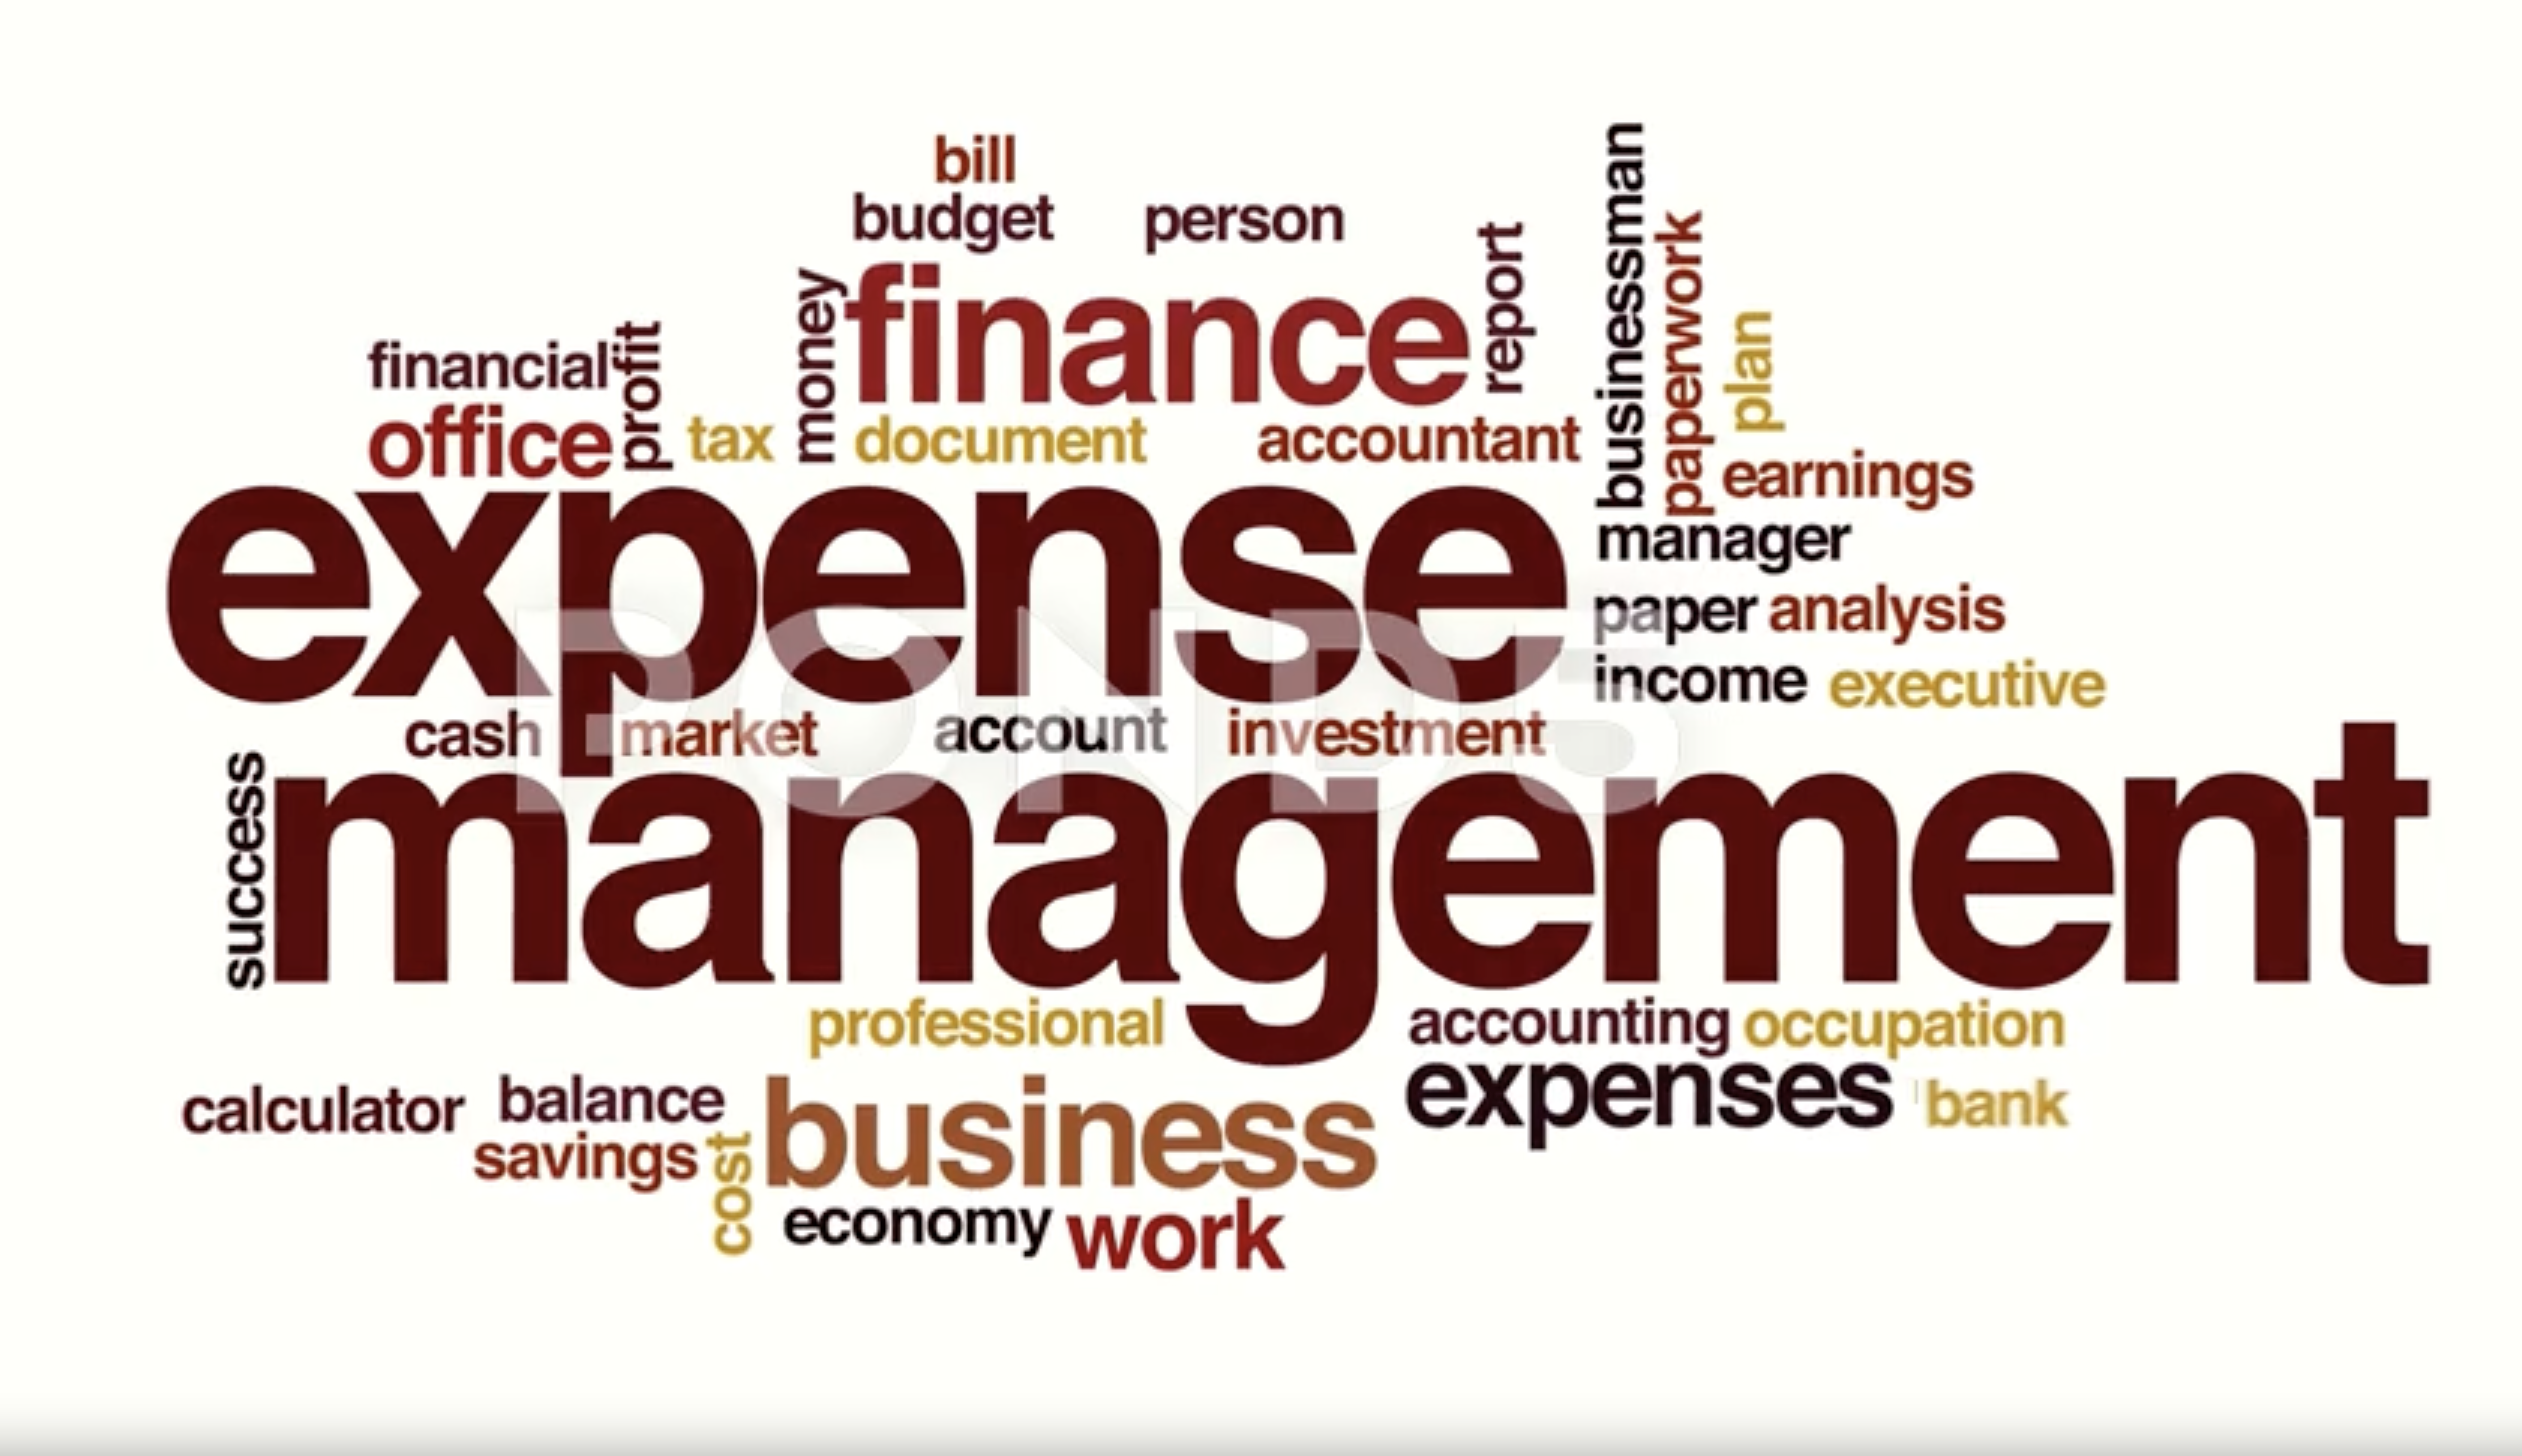 bill
budget person
businessman
paperwork
report
money
finance
plan
financial
profit
office
tax
document
accountant
earnings
expense
manager
paper analysis
income executive
cash market account investment
success
management
professional
accounting occupation
expenses bank
calculator balance
savings
cost
business
economy work
POND5